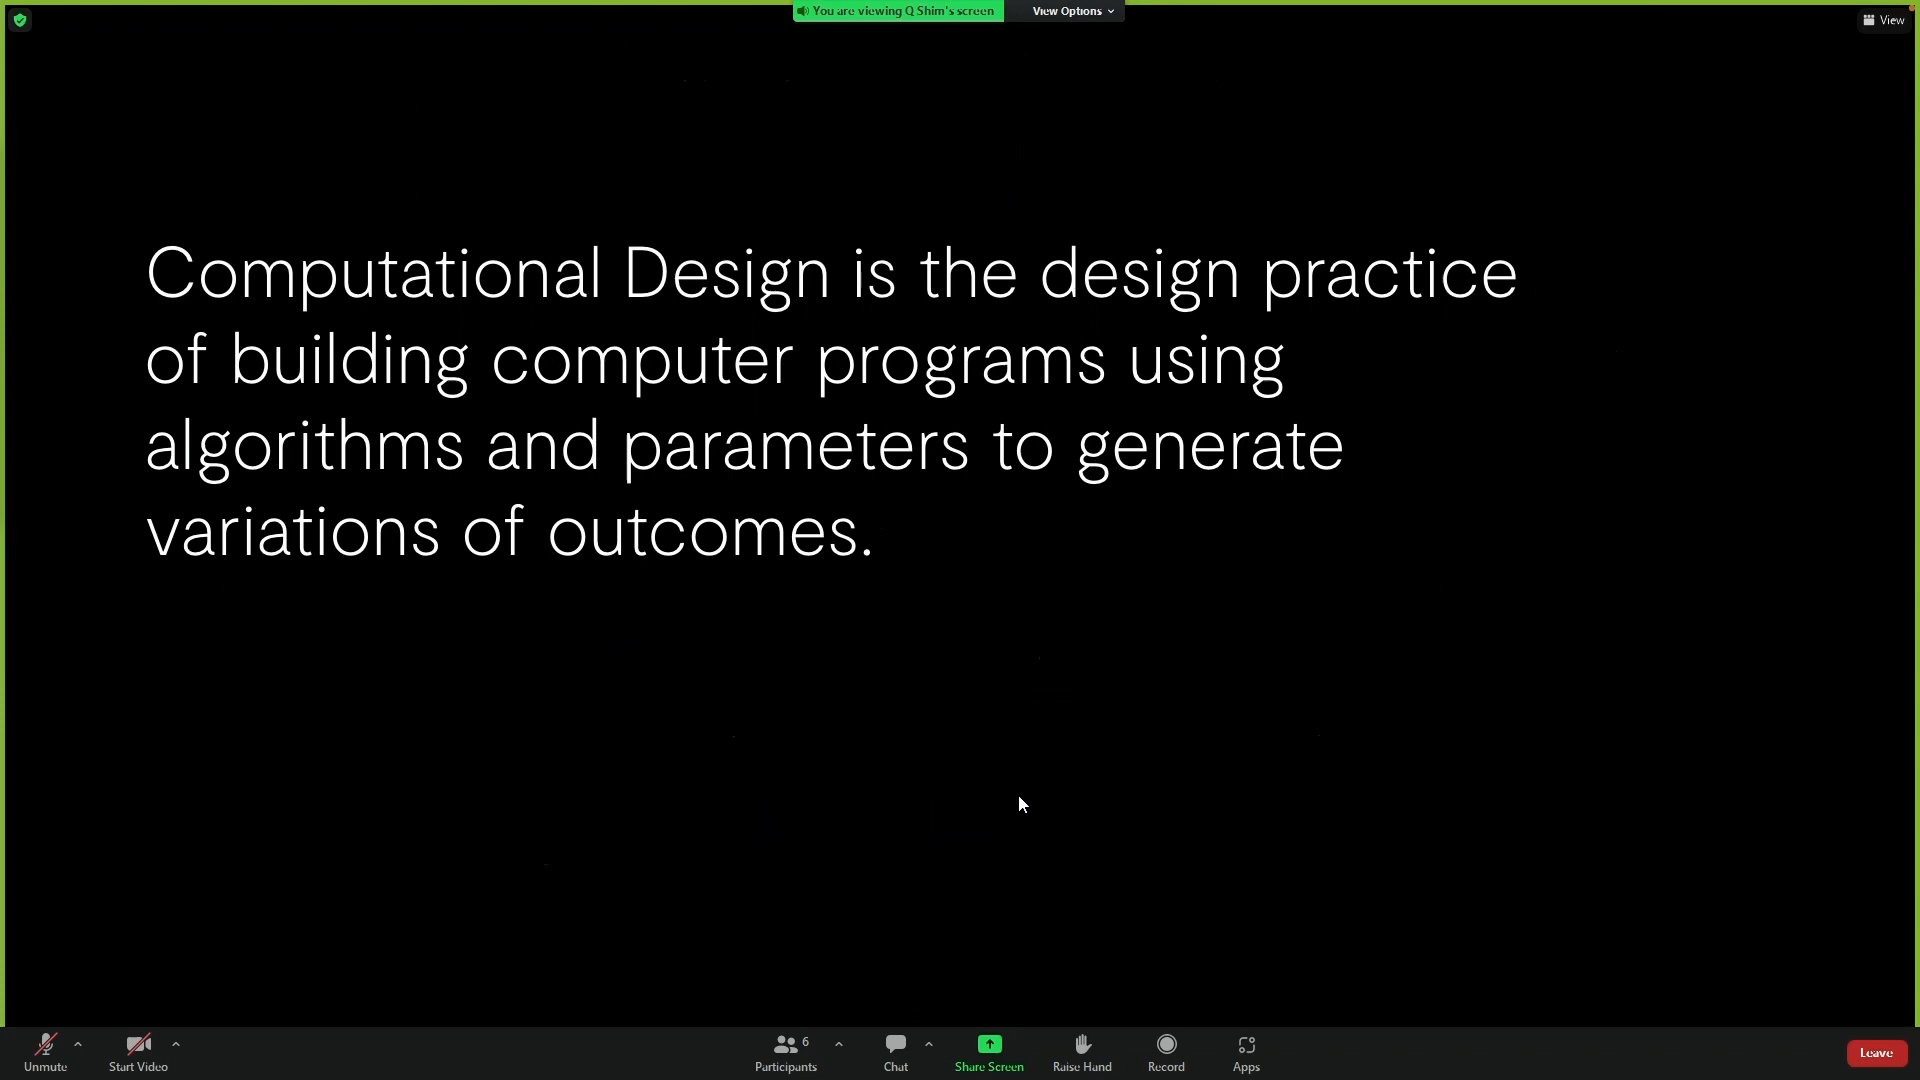 You are viewing Q Shim's screen
View Options
View
Computational Design is the design practice
of building computer programs using
algorithms and parameters to generate
variations of outcomes.
6
Unmute
Start Video
Participants
Chat
Share Screen
Raise Hand
Record
Apps
Leave